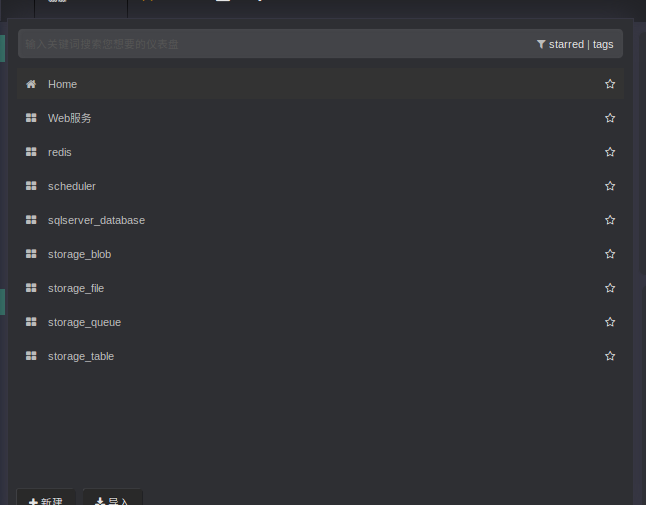 输入关键词搜索您想要的仪表盘
starred | tags
Home
Web服务
redis
scheduler
sqlserver_database
storage_blob
storage_file
storage_queue
storage_table
新建
导入